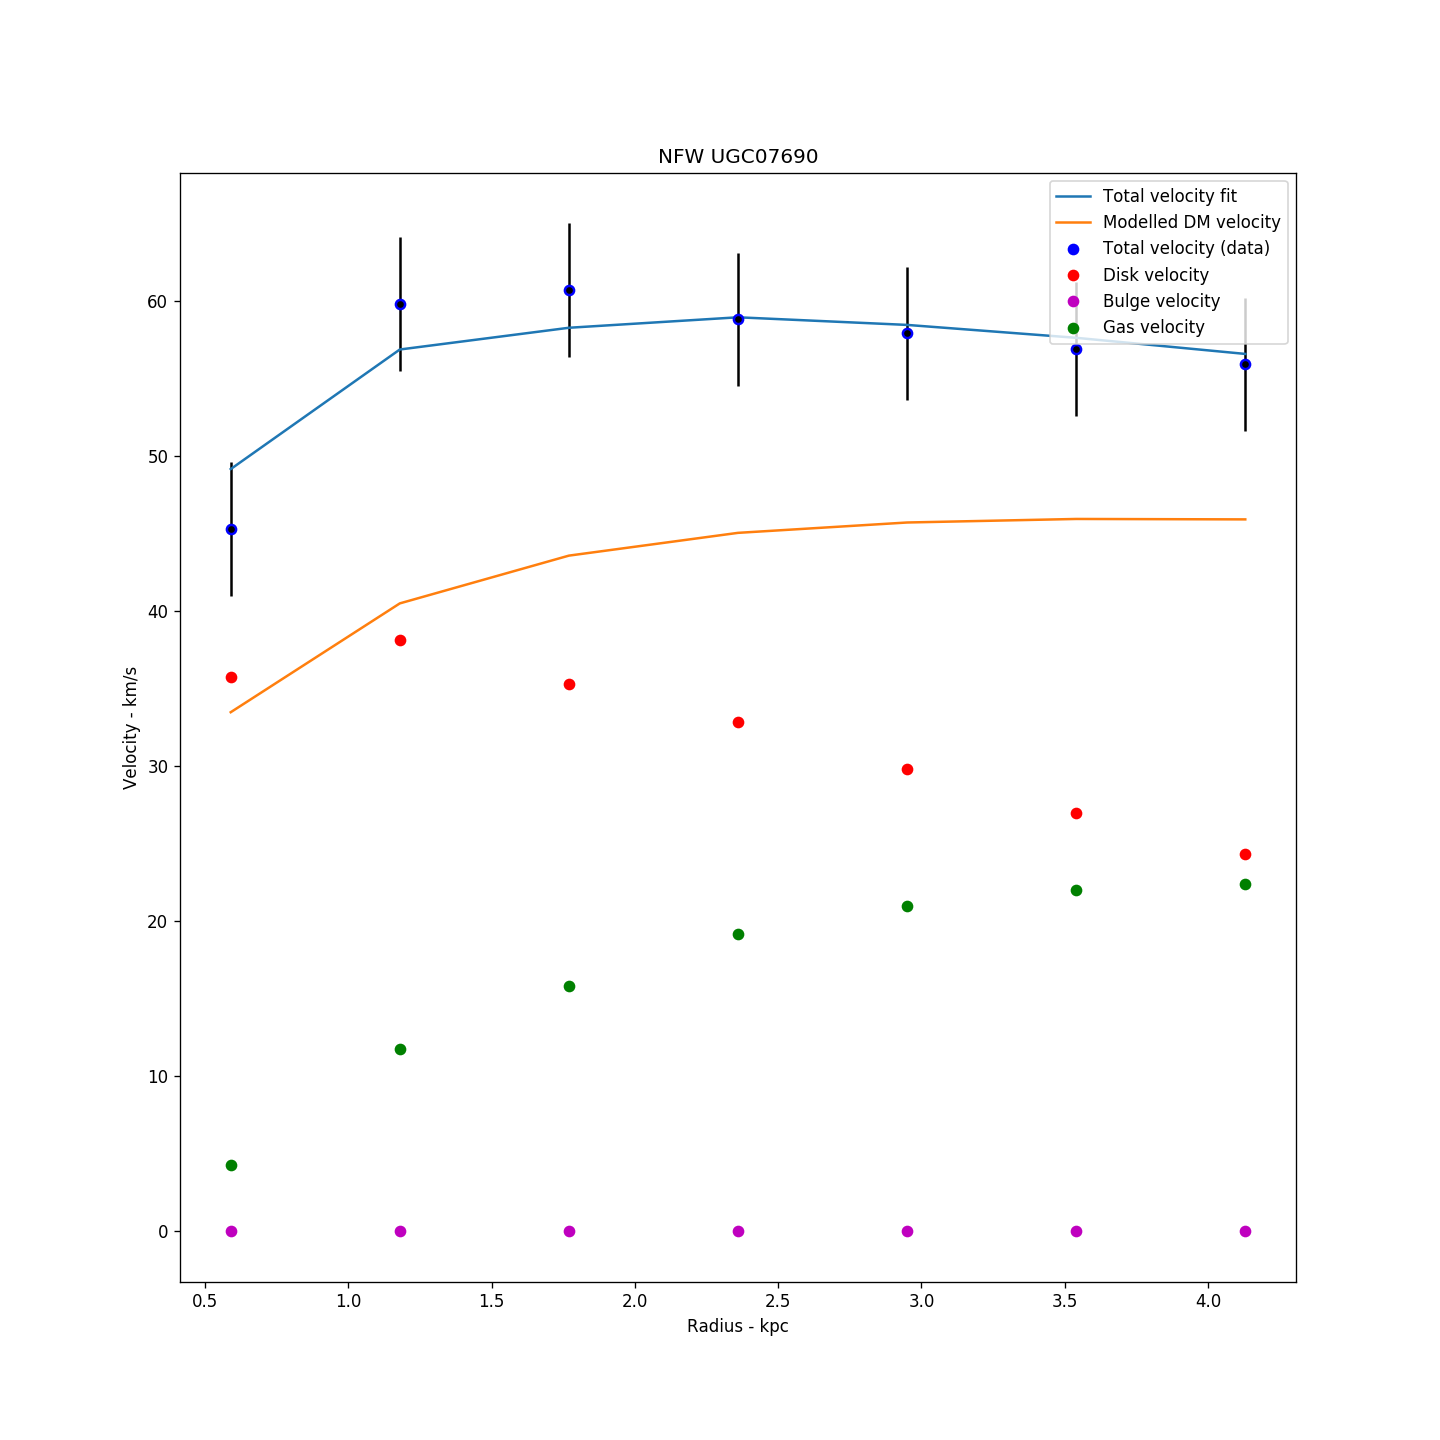 NFW UGC07690
Total velocity fit
Modelled DM velocity
Total velocity (data)
Disk velocity
Bulge velocity
Gas velocity
60
50
40
30
20
10
0
Velocity - km/s
0.5 1.0 1.5 2.0 2.5 3.0 3.5 4.0
Radius - kpc